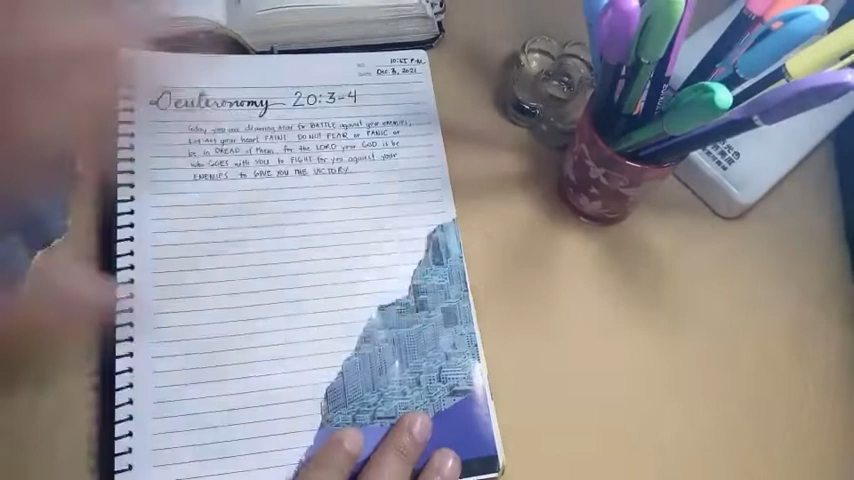 10:55 P.M.
DATE: Dec 3, 2021
Deuteronomy 20:3-4
today you are drawing near for BATTLE against your enemies,
let not your heart FAINT. DO NOT FEAR or PANIC or
be in DREAD of them, for the LORD your GOD is he
who GOES with YOU to FIGHT for you against your
ENEMIES, to GIVE YOU THE VICTORY.